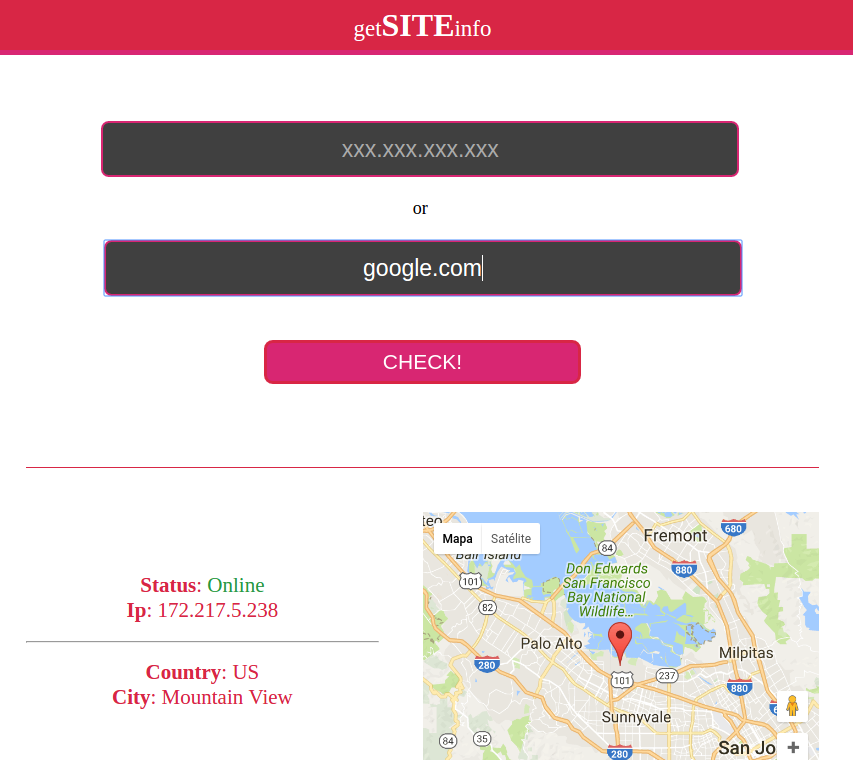 getSITEinfo
xxx.xxx.xxx.xxx
or
google.com
CHECK!
Status: Online
Ip: 172.217.5.238
Country: US
City: Mountain View
teo
Mapa Satélite
Bair Island
Fremont
680
84
880
101
82
Don Edwards
San Francisco
Bay National
Wildlife...
Palo Alto
Milpitas
280
101
237
880
Sunnyvale
84
35
280
San Jo
+